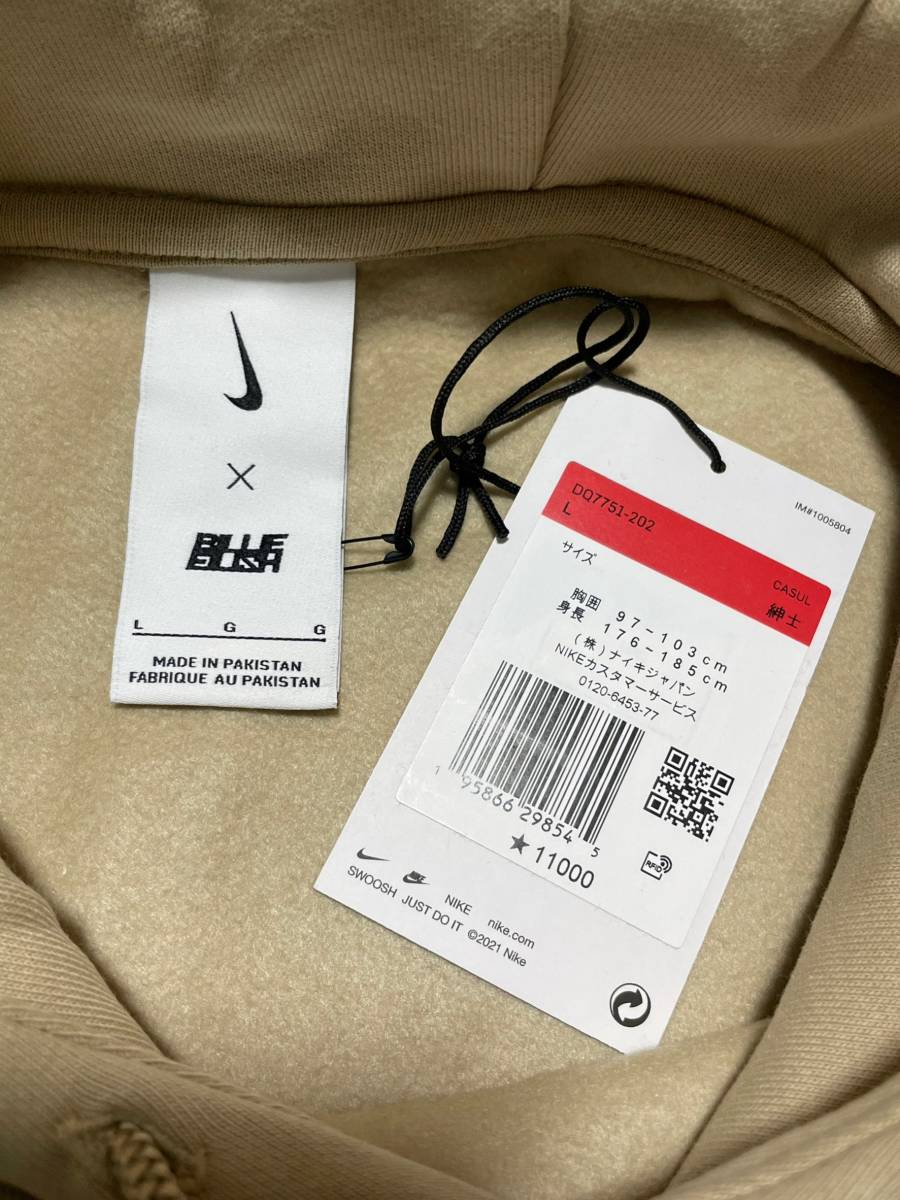 ×
BILLIE
EILISH
L G G
MADE IN PAKISTAN
FABRIQUE AU PAKISTAN
IM#1005804
DQ7751-202
L
CASUL
サイズ
紳士
胸囲 97-103cm
身長 176-185cm
(株)ナイキジャパン
NIKEカスタマーサービス
0120-6453-77
1 95866 29854 5
★11000
RFID
NIKE nike.com
SWOOSH JUST DO IT ©2021 Nike